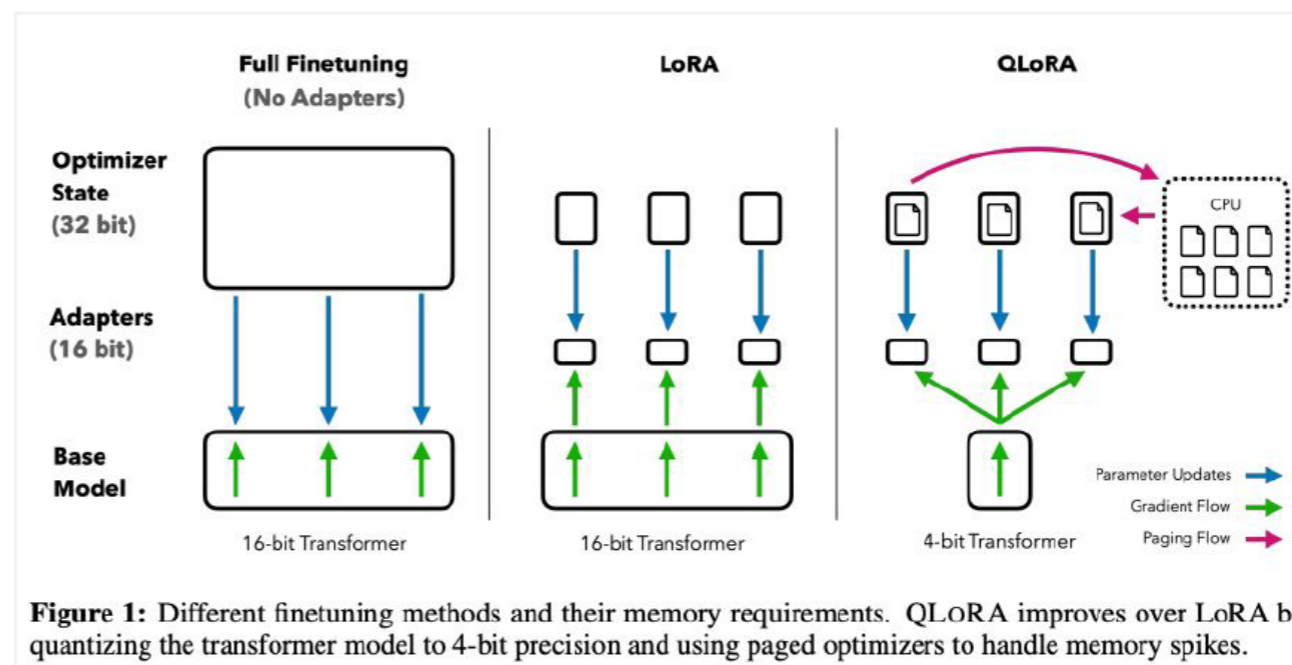 Full Finetuning
(No Adapters)
LoRA
QLoRA
Optimizer
State
(32 bit)
CPU
Adapters
(16 bit)
Base
Model
Parameter Updates
Gradient Flow
Paging Flow
16-bit Transformer
16-bit Transformer
4-bit Transformer
Figure 1: Different finetuning methods and their memory requirements. QLORA improves over LoRA b
quantizing the transformer model to 4-bit precision and using paged optimizers to handle memory spikes.